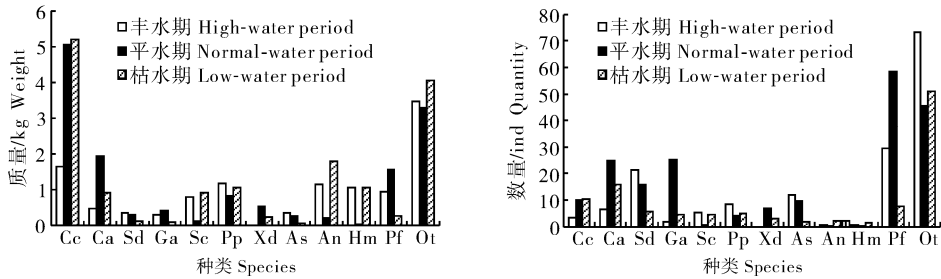 丰水期 High-water period
平水期 Normal-water period
枯水期 Low-water period
质量/kg Weight
6
5
4
3
2
1
0
Cc Ca Sd Ga Sc Pp Xd As An Hm Pf Ot
种类 Species
丰水期 High-water period
平水期 Normal-water period
枯水期 Low-water period
数量/ind Quantity
80
70
60
50
40
30
20
10
0
Cc Ca Sd Ga Sc Pp Xd As An Hm Pf Ot
种类 Species